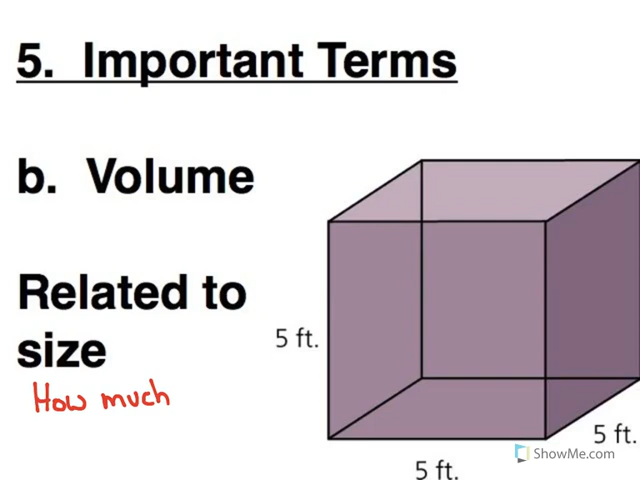 5. Important Terms
b. Volume
Related to
size
How much
5 ft.
5 ft.
5 ft.
ShowMe.com